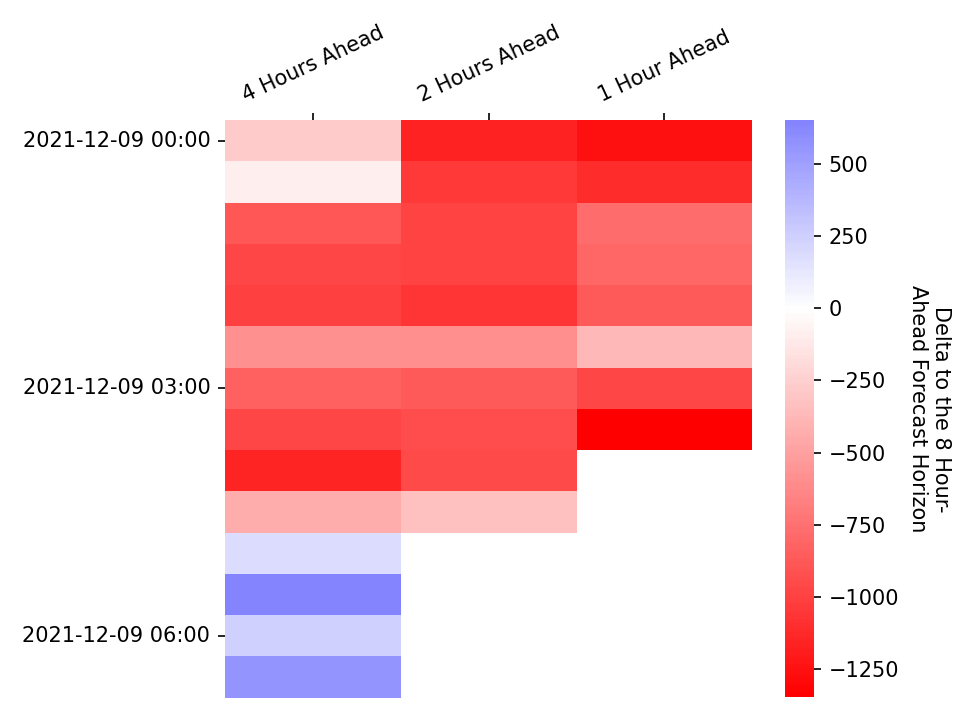 4 Hours Ahead
2 Hours Ahead
1 Hour Ahead
2021-12-09 00:00
2021-12-09 03:00
2021-12-09 06:00
500
250
0
−250
−500
−750
−1000
−1250
Delta to the 8 Hour-
Ahead Forecast Horizon